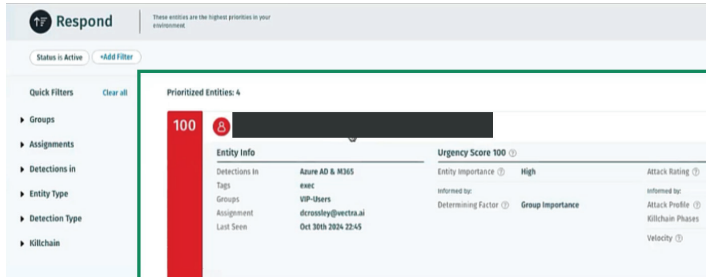 Respond
These entities are the highest priorities in your
environment
Status is Active
+Add Filter
Quick Filters Clear all
Prioritized Entities: 4
Groups
Assignments
Detections in
Entity Type
Detection Type
Killchain
100
Entity Info
Detections In Azure AD & M365
Tags exec
Groups VIP-Users
Assignment dcrossley@vectra.ai
Last Seen Oct 30th 2024 22:45
Urgency Score 100 ?
Entity Importance ? High
Informed by:
Determining Factor ? Group Importance
Attack Rating ?
Informed by:
Attack Profile ?
Killchain Phases
Velocity ?